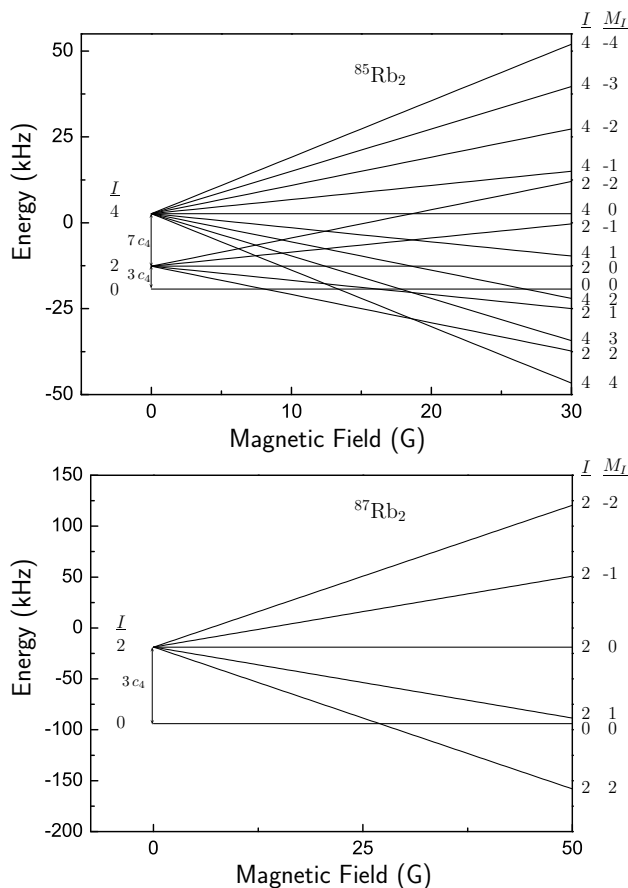 I M_I
50
⁸⁵Rb₂
4 -4
4 -3
25
4 -2
I
4 -1
2 -2
4
0
4 0
2 -1
7 c₄
4 1
2
2 0
3 c₄
0 0
0
-25
4 2
2 1
4 3
2 2
-50
4 4
0 10 20 30
Energy (kHz)
Magnetic Field (G)
I M_I
150
⁸⁷Rb₂
2 -2
100
50
2 -1
I
0
2
2 0
-50
3 c₄
2 1
0
-100
0 0
-150
2 2
-200
0 25 50
Energy (kHz)
Magnetic Field (G)